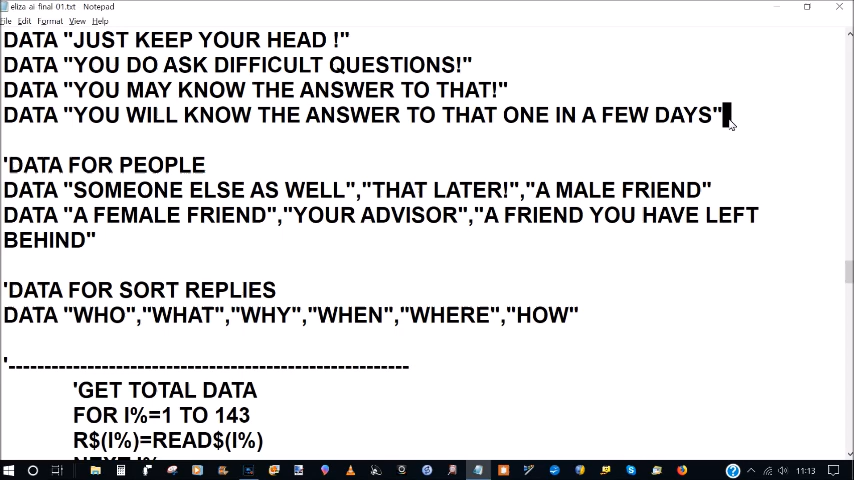 eliza ai final 01.txt - Notepad
File Edit Format View Help
DATA "JUST KEEP YOUR HEAD !"
DATA "YOU DO ASK DIFFICULT QUESTIONS!"
DATA "YOU MAY KNOW THE ANSWER TO THAT!"
DATA "YOU WILL KNOW THE ANSWER TO THAT ONE IN A FEW DAYS"
'DATA FOR PEOPLE
DATA "SOMEONE ELSE AS WELL","THAT LATER!","A MALE FRIEND"
DATA "A FEMALE FRIEND","YOUR ADVISOR","A FRIEND YOU HAVE LEFT
BEHIND"
'DATA FOR SORT REPLIES
DATA "WHO","WHAT","WHY","WHEN","WHERE","HOW"
'-------------------------------------------------------
'GET TOTAL DATA
FOR I%=1 TO 143
R$(I%)=READ$(I%)
NEXT I%
11:13